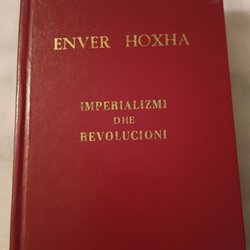 ENVER HOXHA
IMPERIALIZMI
DHE
REVOLUCIONI